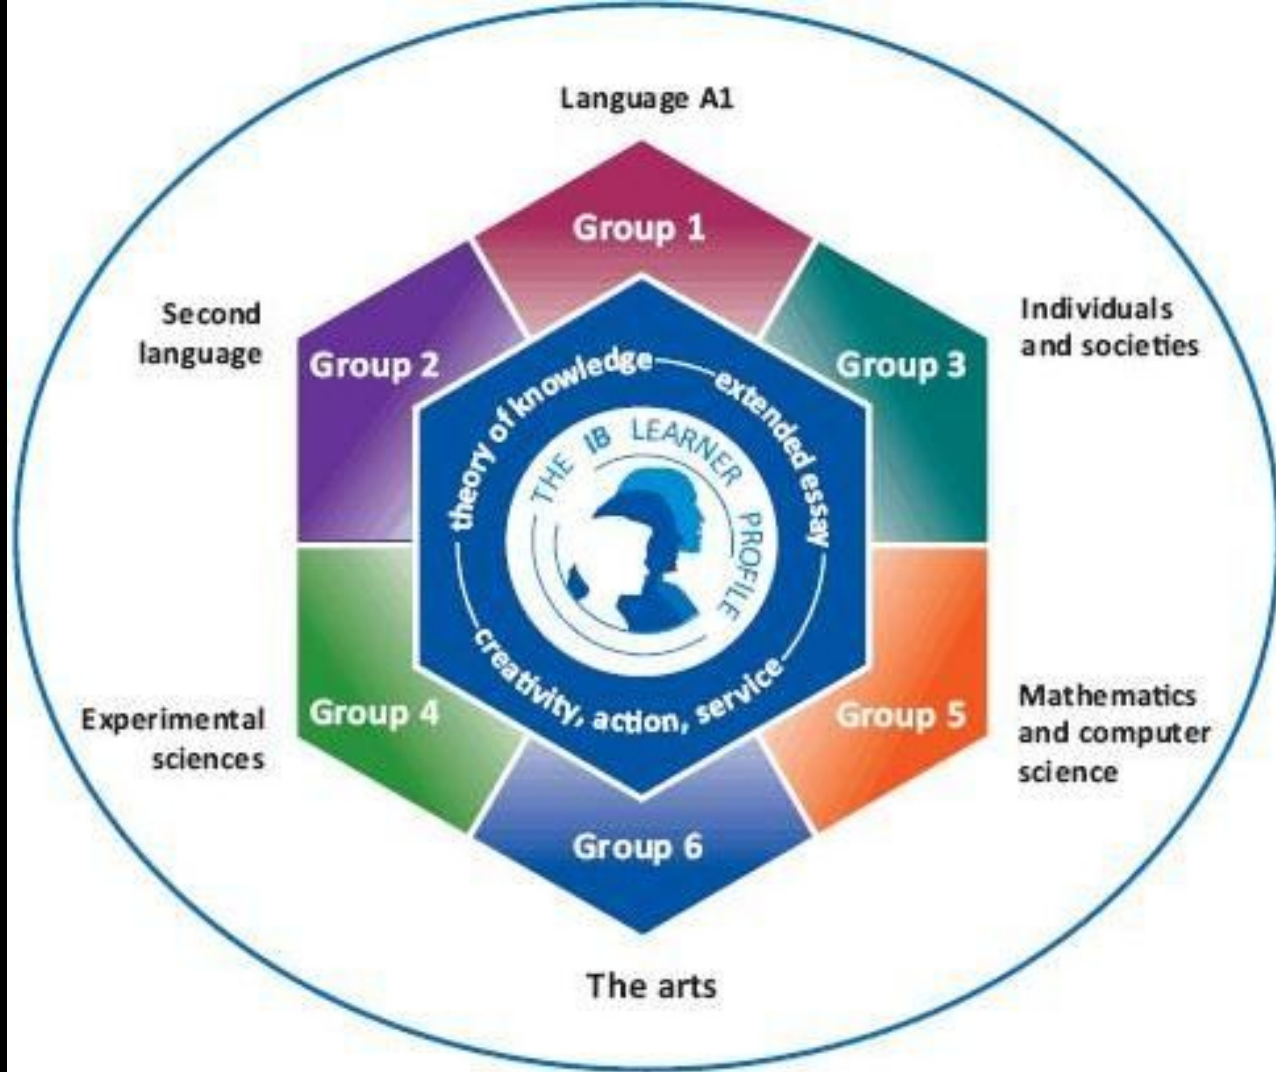 Language A1
Group 1
Second
language
Group 2
Group 3
Individuals
and societies
theory of knowledge
extended essay
THE IB LEARNER PROFILE
creativity, action, service
Experimental
sciences
Group 4
Group 5
Mathematics
and computer
science
Group 6
The arts